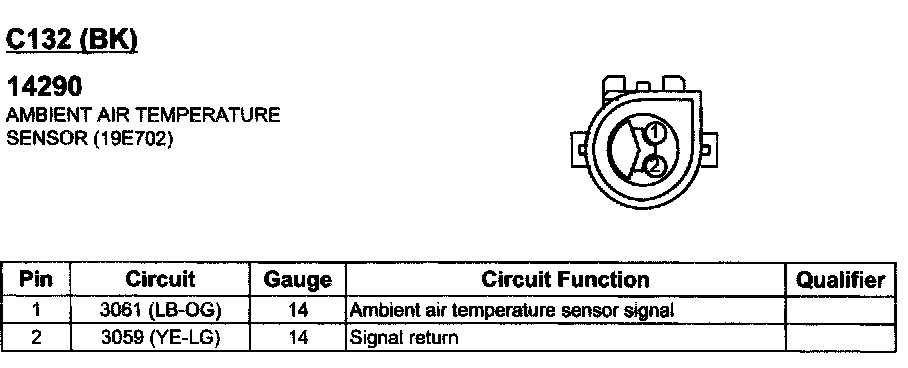 C132 (BK)
14290
AMBIENT AIR TEMPERATURE
SENSOR (19E702)
1
2
Pin Circuit Gauge Circuit Function Qualifier
1 3061 (LB-OG) 14 Ambient air temperature sensor signal
2 3059 (YE-LG) 14 Signal return